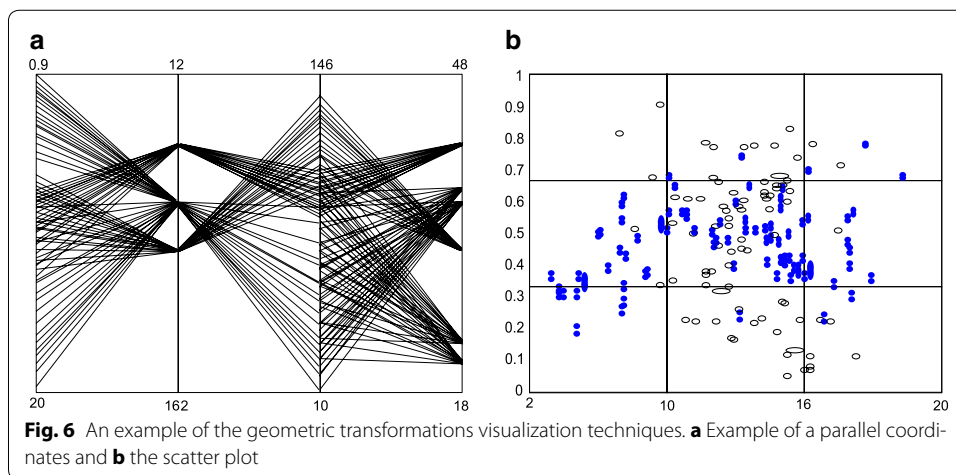 a
0.9 12 146 48
20 162 10 18
b
1
0.9
0.8
0.7
0.6
0.5
0.4
0.3
0.2
0.1
0
2 10 16 20
Fig. 6 An example of the geometric transformations visualization techniques. a Example of a parallel coordi-
nates and b the scatter plot